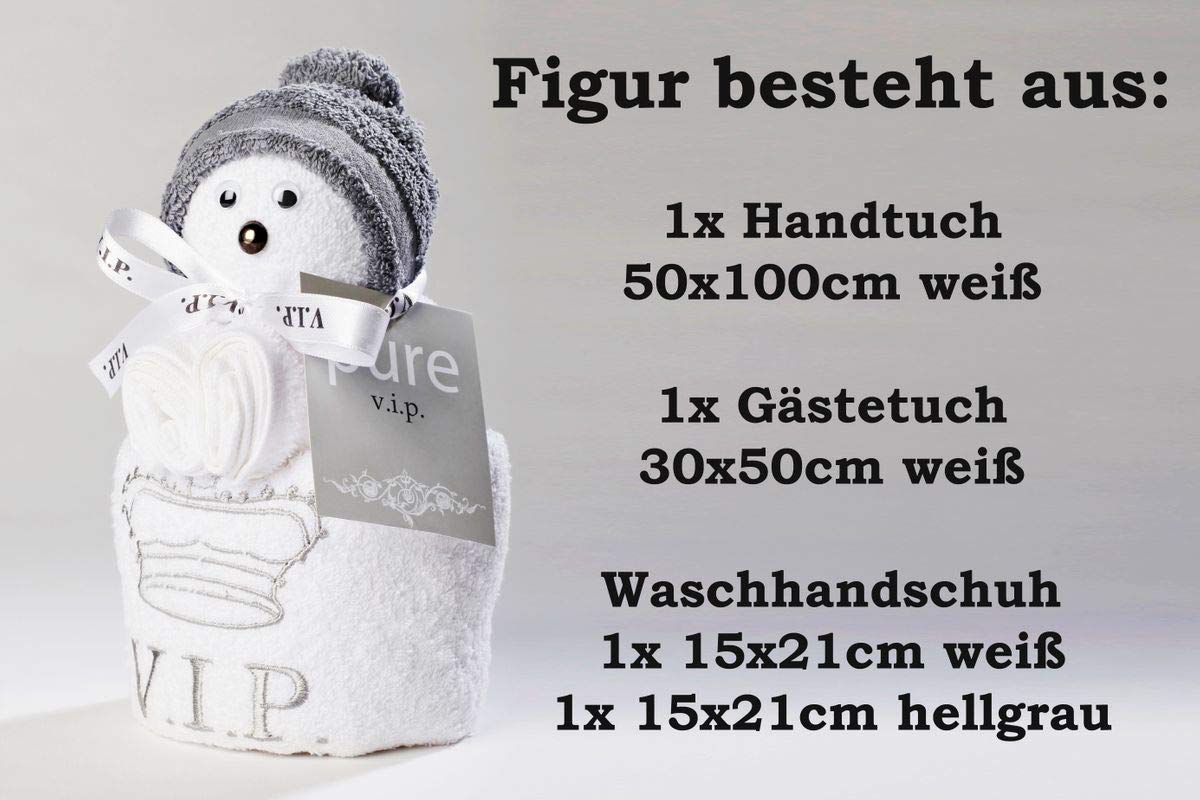 Figur besteht aus:
1x Handtuch
50x100cm weiß
1x Gästetuch
30x50cm weiß
Waschhandschuh
1x 15x21cm weiß
1x 15x21cm hellgrau
V.I.P.
V.I.P.
V.I.P.
pure
v.i.p.
V.I.P.